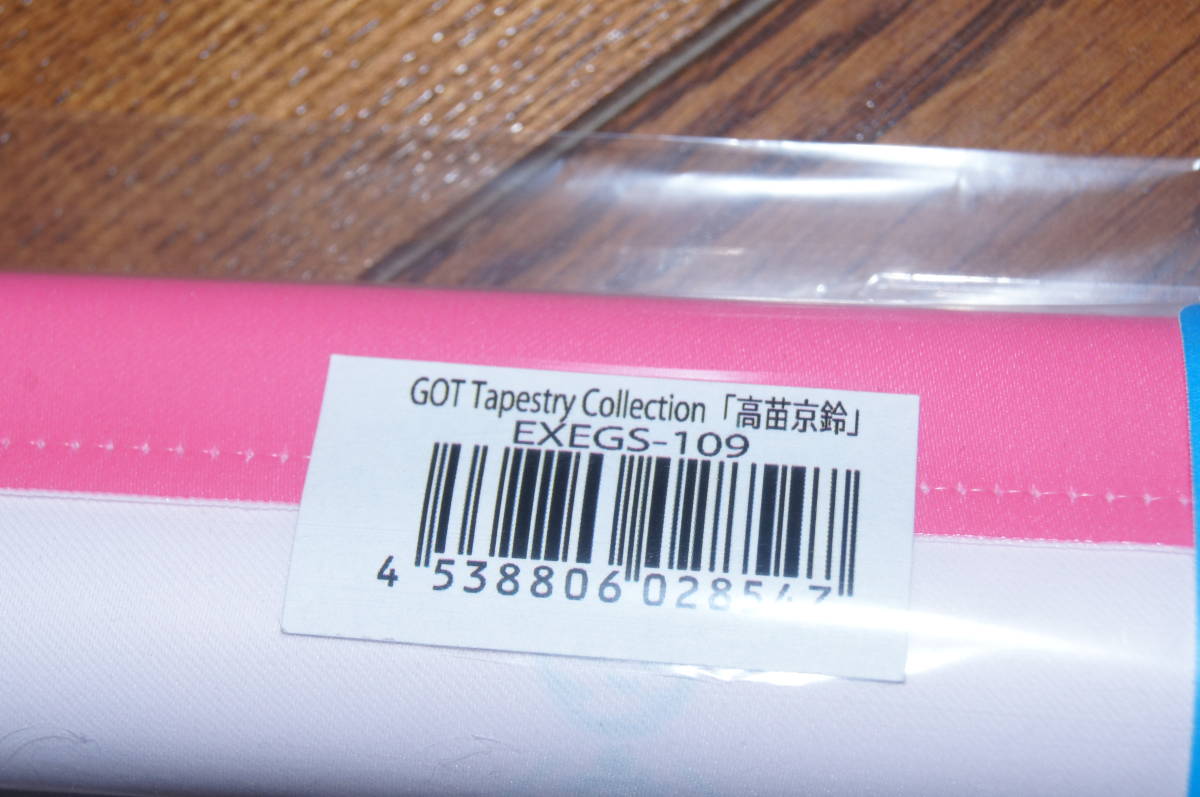 GOT Tapestry Collection「高苗京鈴」
EXEGS-109
4 538806 028547